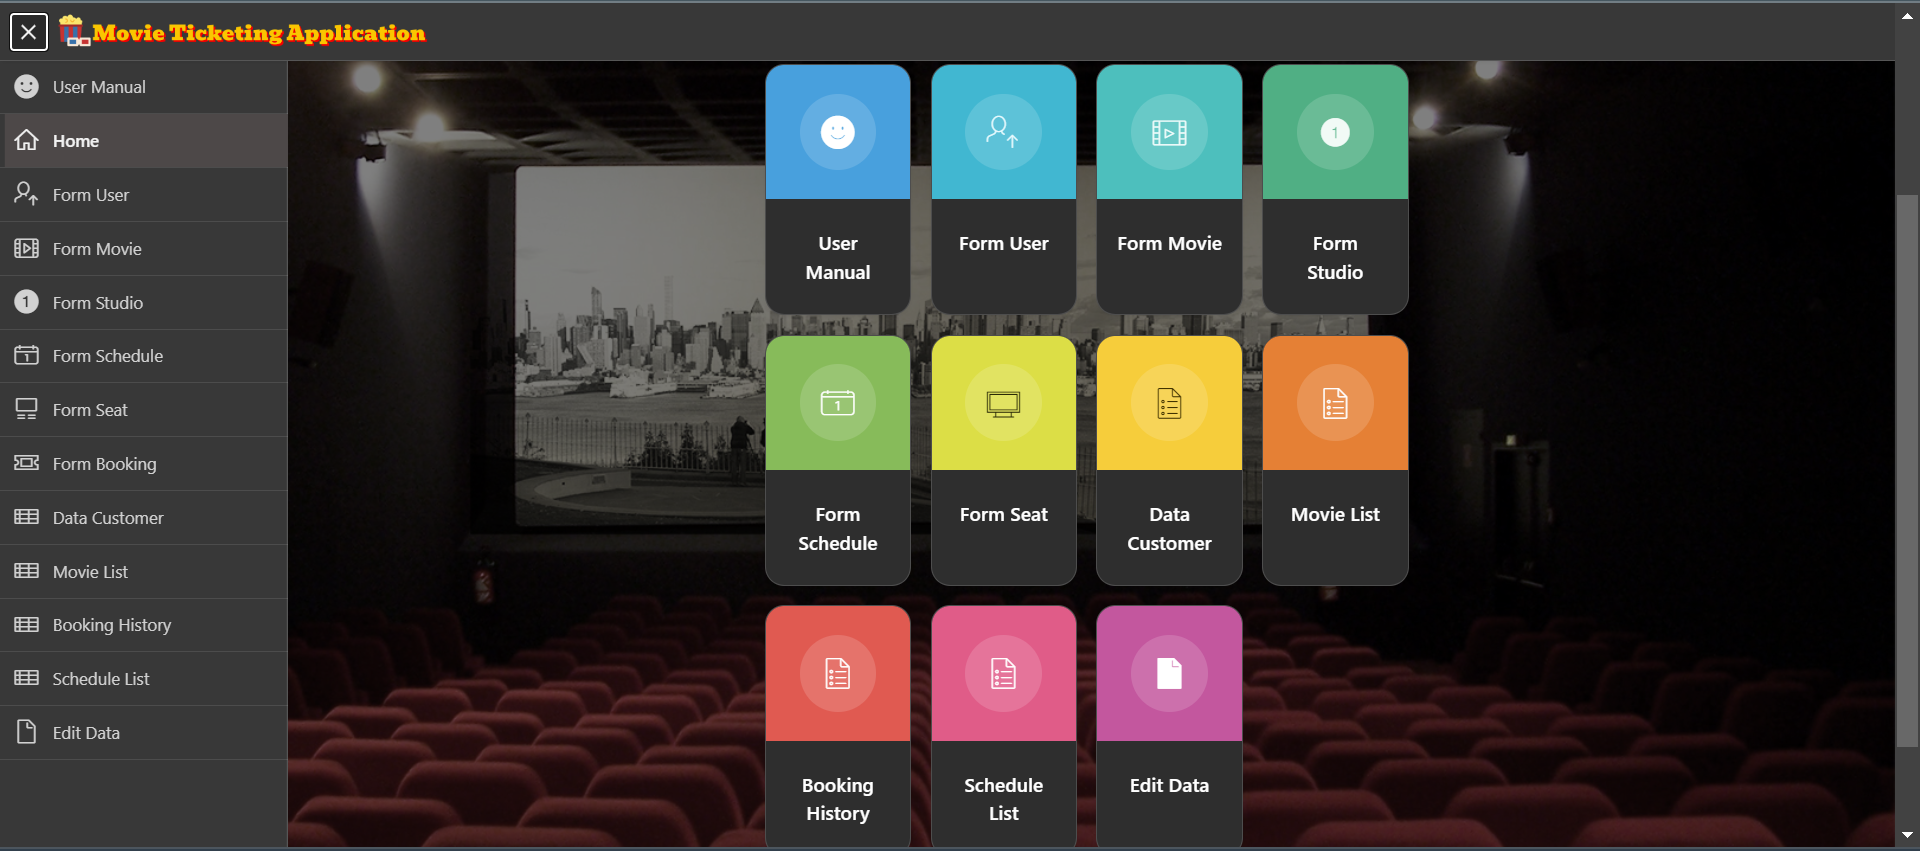 Movie Ticketing Application
User Manual
Home
Form User
Form Movie
1
Form Studio
1
Form Schedule
Form Seat
Form Booking
Data Customer
Movie List
Booking History
Schedule List
Edit Data
1
User
Manual
Form User
Form Movie
Form
Studio
1
Form
Schedule
Form Seat
Data
Customer
Movie List
Booking
History
Schedule
List
Edit Data